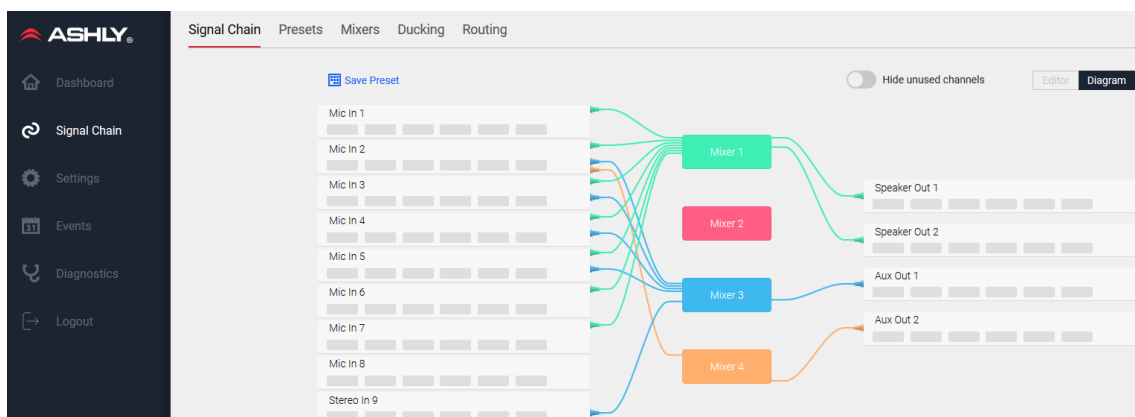 ASHLY®
Signal Chain Presets Mixers Ducking Routing
Dashboard
Signal Chain
Settings
31 Events
Diagnostics
Logout
Save Preset
Hide unused channels
Editor Diagram
Mic In 1
Mic In 2
Mic In 3
Mic In 4
Mic In 5
Mic In 6
Mic In 7
Mic In 8
Stereo In 9
Mixer 1
Mixer 2
Mixer 3
Mixer 4
Speaker Out 1
Speaker Out 2
Aux Out 1
Aux Out 2